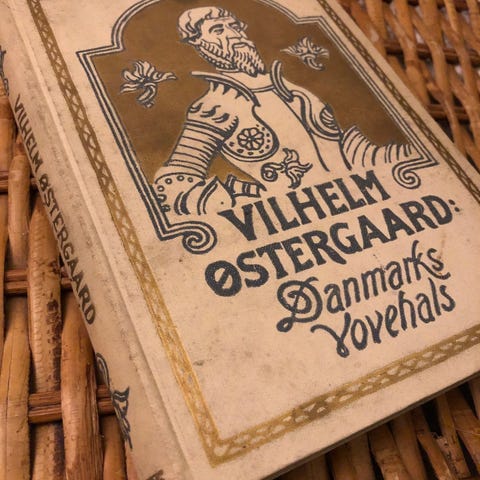 VILHELM
ØSTERGAARD:
Danmarks
Vovehals
VILHELM ØSTERGAARD